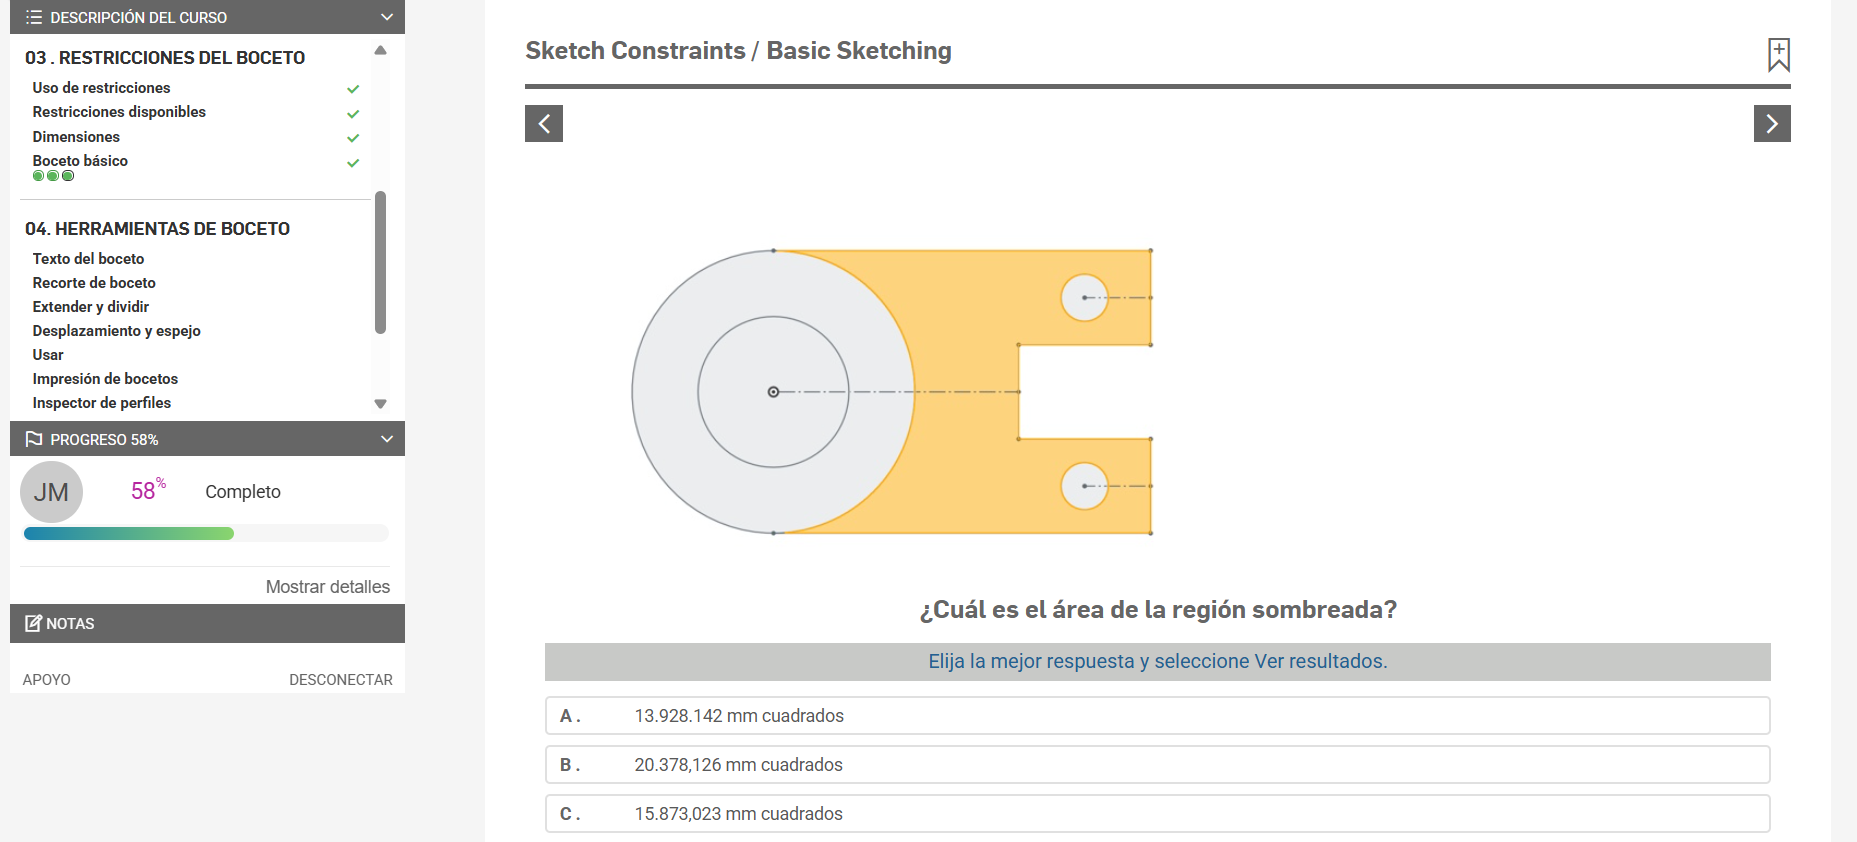 DESCRIPCIÓN DEL CURSO
03 . RESTRICCIONES DEL BOCETO
Uso de restricciones
Restricciones disponibles
Dimensiones
Boceto básico
04. HERRAMIENTAS DE BOCETO
Texto del boceto
Recorte de boceto
Extender y dividir
Desplazamiento y espejo
Usar
Impresión de bocetos
Inspector de perfiles
PROGRESO 58%
JM
58%
Completo
Mostrar detalles
NOTAS
APOYO
DESCONECTAR
Sketch Constraints / Basic Sketching
¿Cuál es el área de la región sombreada?
Elija la mejor respuesta y seleccione Ver resultados.
A . 13.928.142 mm cuadrados
B . 20.378,126 mm cuadrados
C . 15.873,023 mm cuadrados